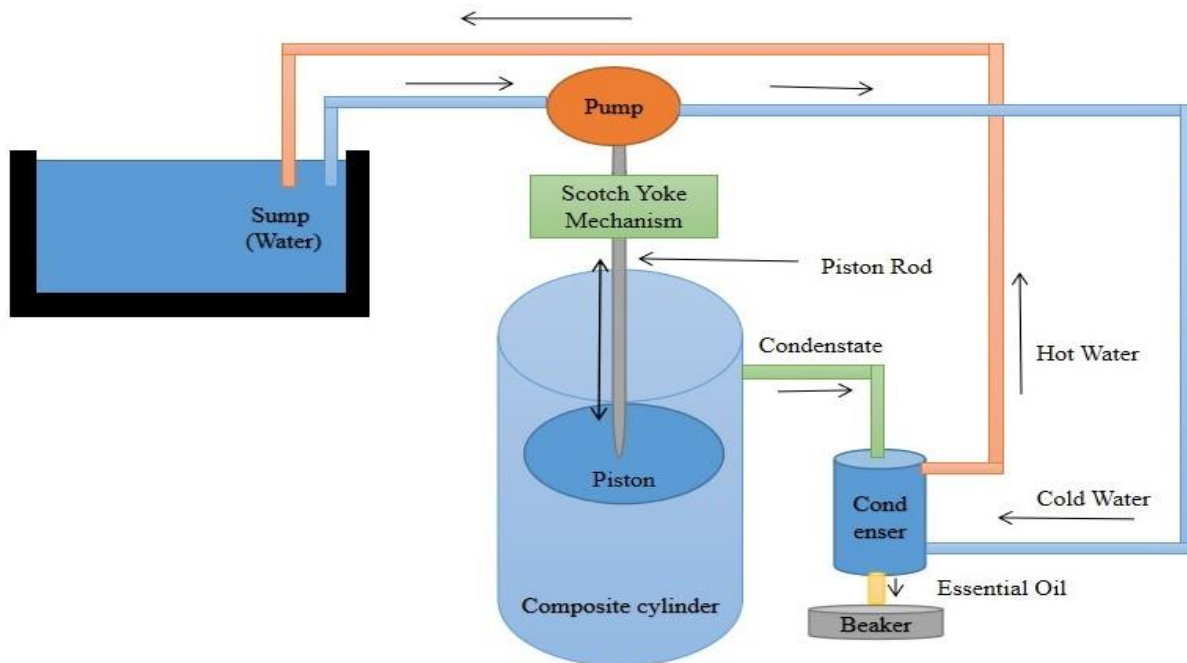 Pump
Scotch Yoke
Mechanism
Sump
(Water)
Piston Rod
Condenstate
Hot Water
Piston
Cond
enser
Cold Water
Essential Oil
Composite cylinder
Beaker